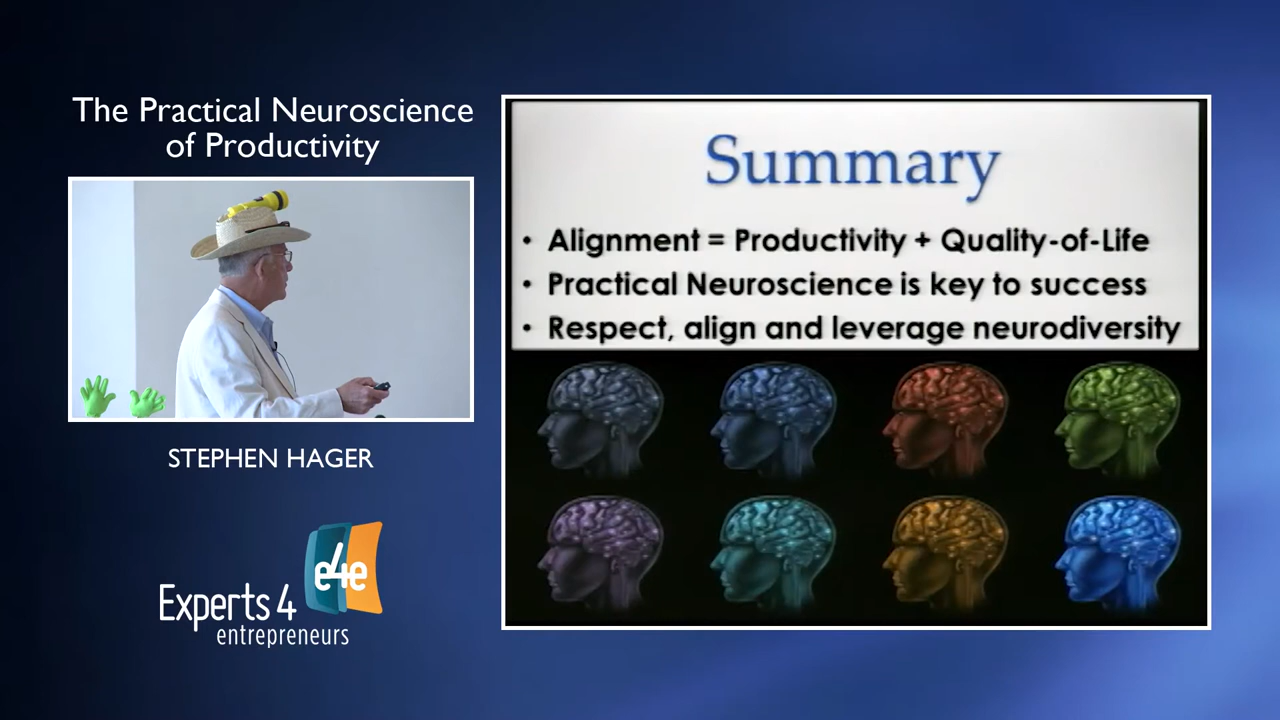 The Practical Neuroscience
of Productivity
STEPHEN HAGER
e4e
Experts 4
entrepreneurs
Summary
• Alignment = Productivity + Quality-of-Life
• Practical Neuroscience is key to success
• Respect, align and leverage neurodiversity